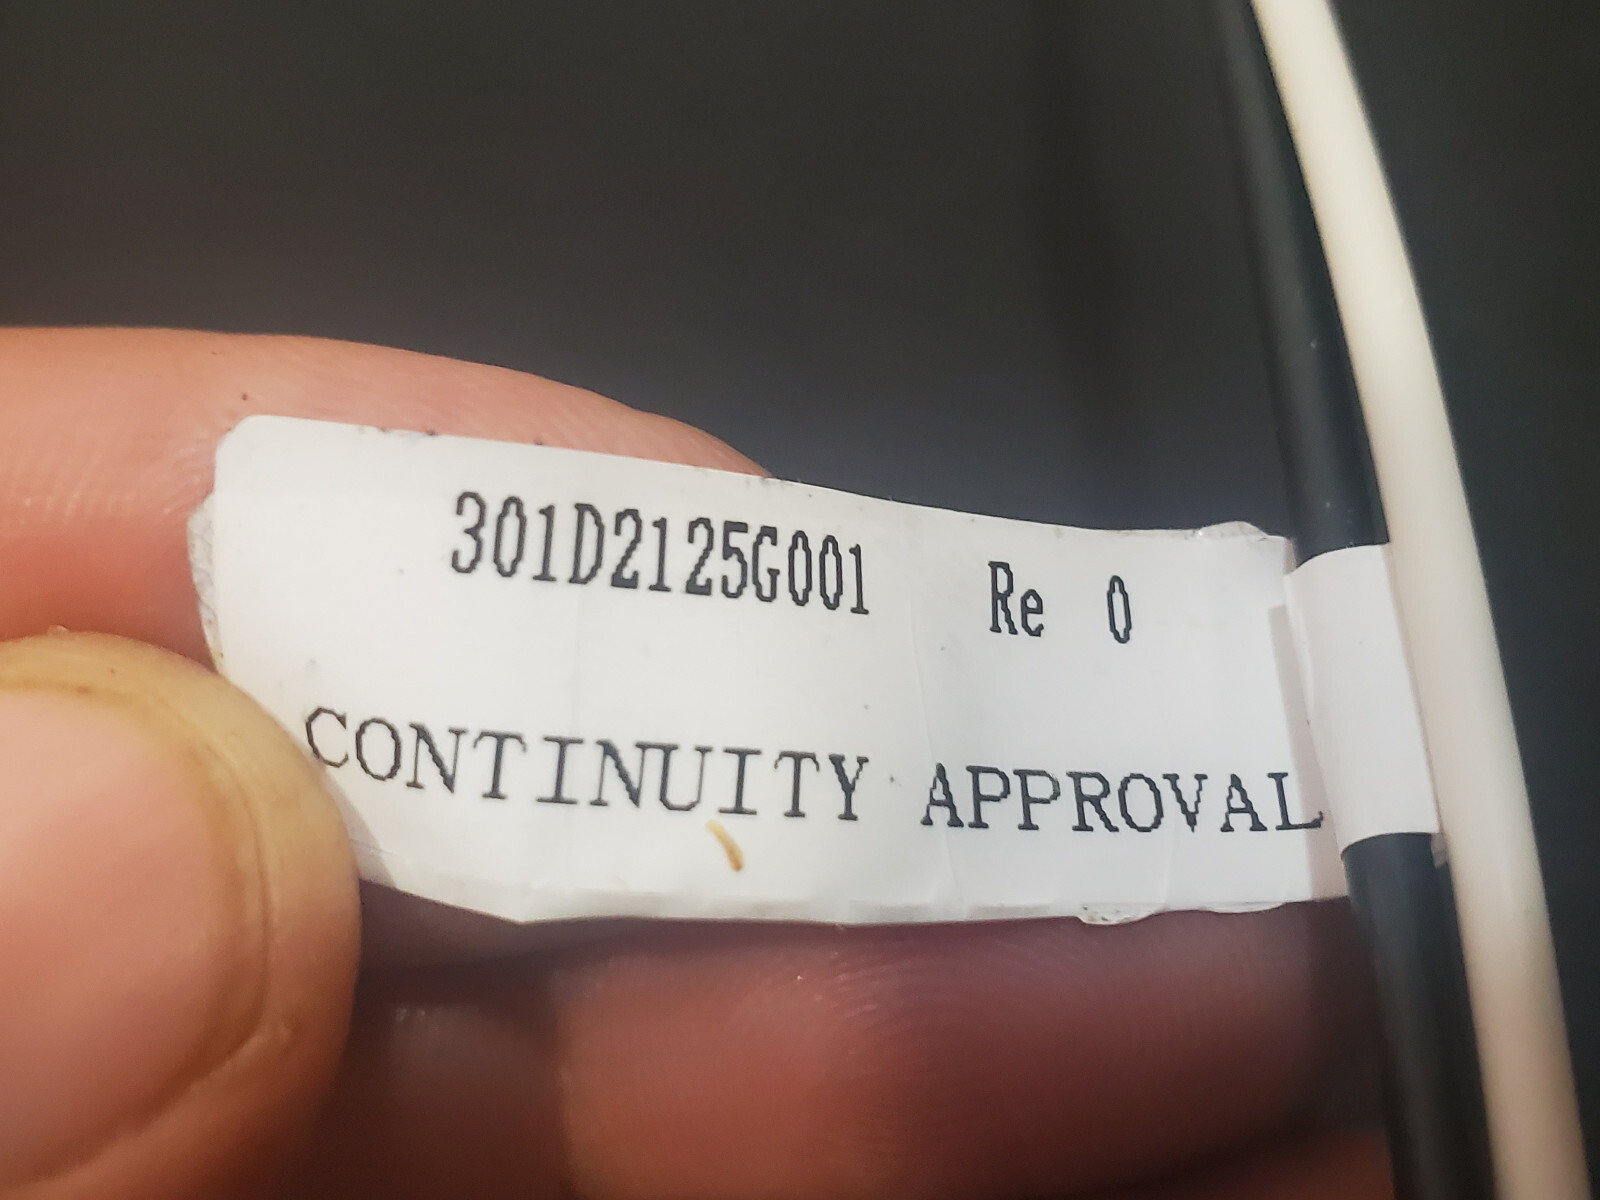 301D2125G001 Re 0
CONTINUITY APPROVAL